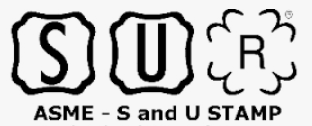 S U R ®
ASME - S and U STAMP